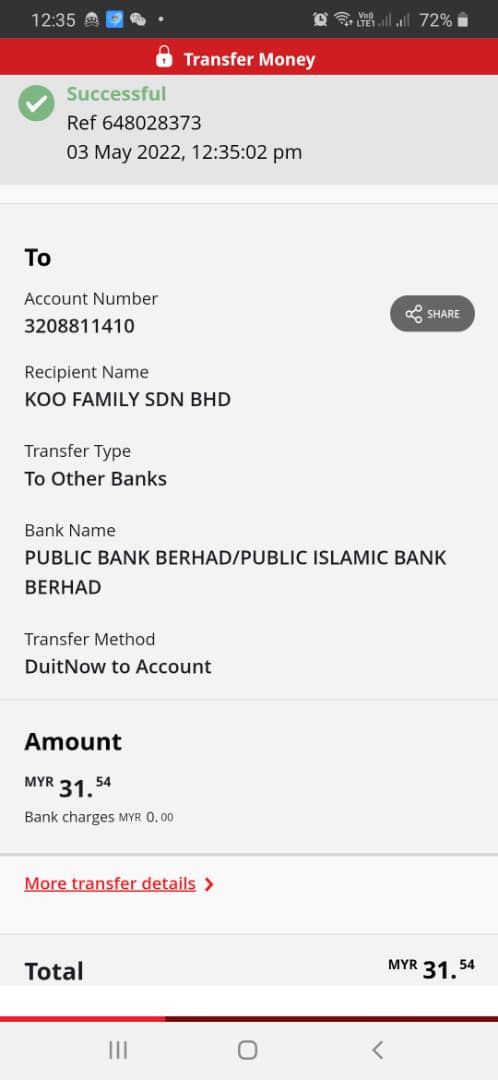 12:35 72%
Transfer Money
Successful
Ref 648028373
03 May 2022, 12:35:02 pm
To
Account Number
3208811410
SHARE
Recipient Name
KOO FAMILY SDN BHD
Transfer Type
To Other Banks
Bank Name
PUBLIC BANK BERHAD/PUBLIC ISLAMIC BANK
BERHAD
Transfer Method
DuitNow to Account
Amount
MYR 31.54
Bank charges MYR 0.00
More transfer details
Total MYR 31.54